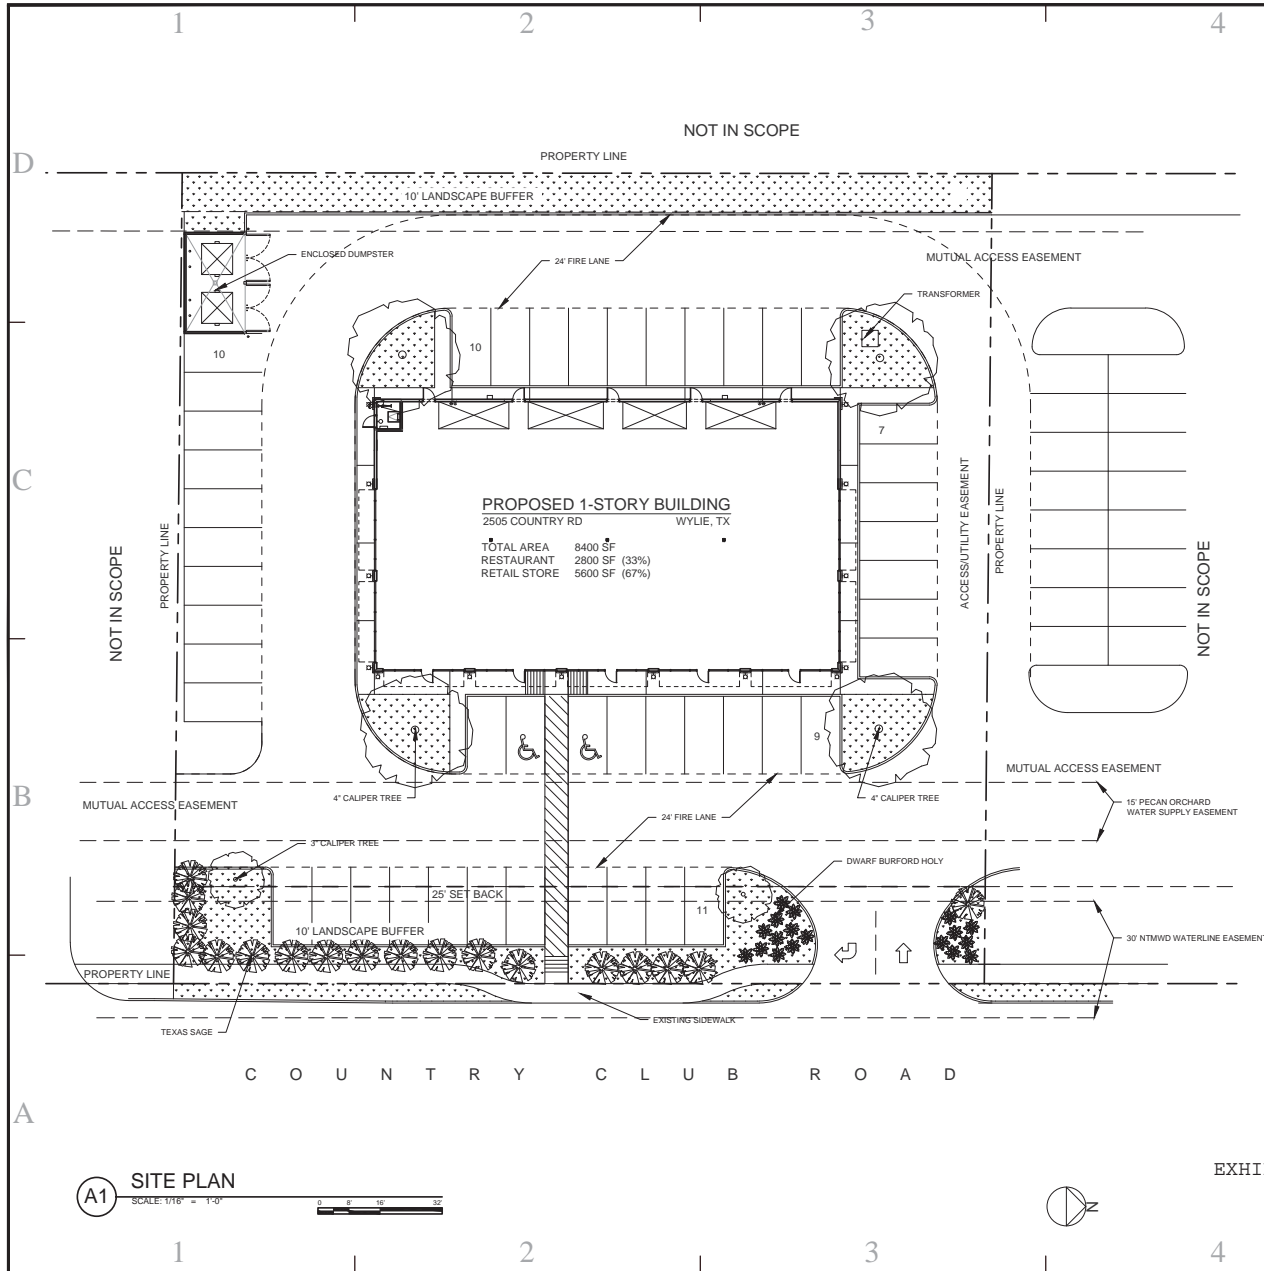 1 2 3 4
NOT IN SCOPE
D
PROPERTY LINE
10' LANDSCAPE BUFFER
ENCLOSED DUMPSTER
24' FIRE LANE
MUTUAL ACCESS EASEMENT
TRANSFORMER
10
10
7
C
PROPOSED 1-STORY BUILDING
2505 COUNTRY RD WYLIE, TX
TOTAL AREA 8400 SF
RESTAURANT 2800 SF (33%)
RETAIL STORE 5600 SF (67%)
NOT IN SCOPE
PROPERTY LINE
ACCESS/UTILITY EASEMENT
PROPERTY LINE
NOT IN SCOPE
9
B
MUTUAL ACCESS EASEMENT
MUTUAL ACCESS EASEMENT
4" CALIPER TREE
4" CALIPER TREE
15' PECAN ORCHARD
WATER SUPPLY EASEMENT
24' FIRE LANE
3" CALIPER TREE
DWARF BURFORD HOLY
25' SET BACK
11
10' LANDSCAPE BUFFER
30' NTMWD WATERLINE EASEMENT
PROPERTY LINE
TEXAS SAGE
EXISTING SIDEWALK
COUNTRY CLUB ROAD
A
EXHI
A1
SITE PLAN
SCALE: 1/16" = 1'-0"
0 8' 16' 32'
N
1 2 3 4